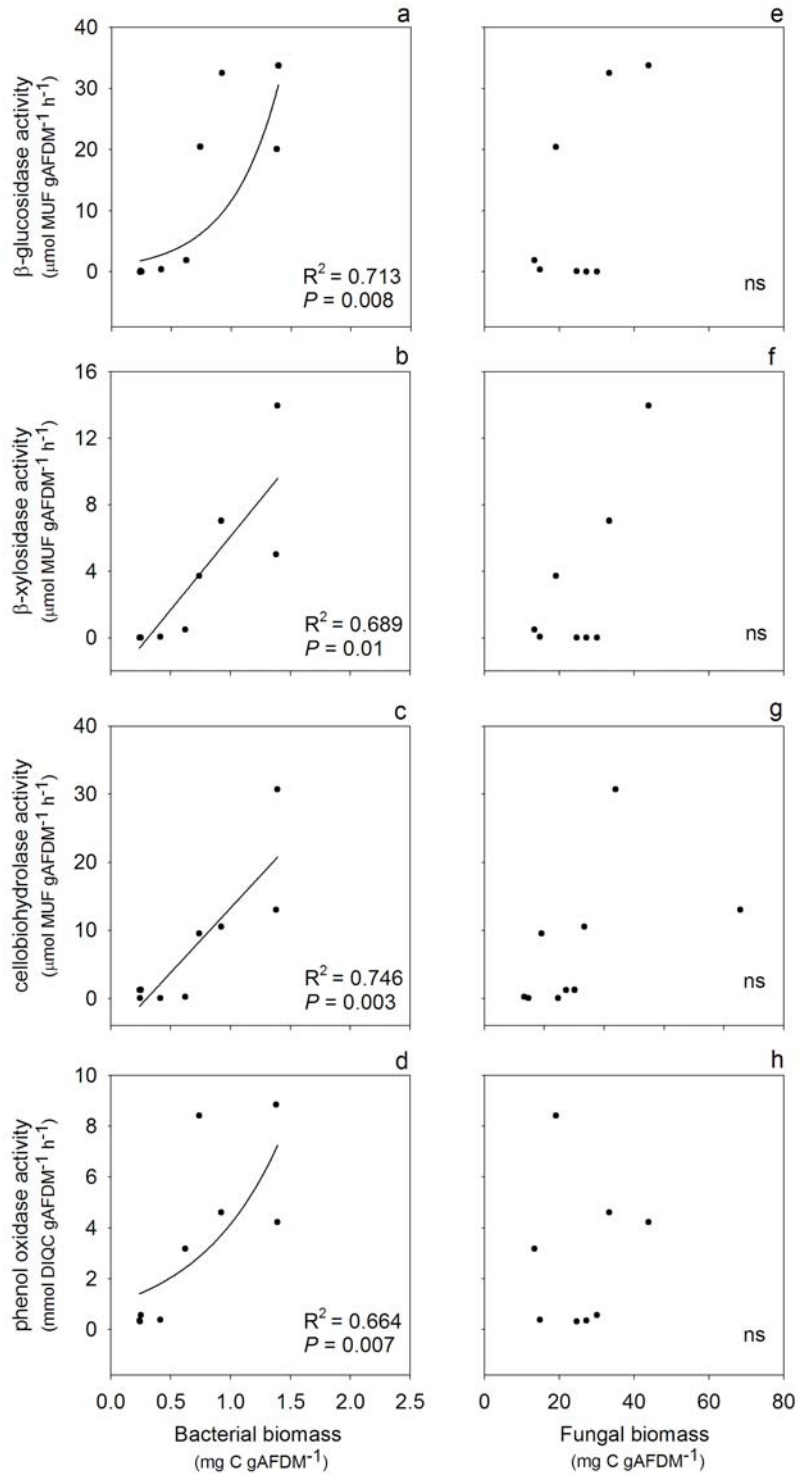 a
e
40
30
20
10
0
β-glucosidase activity
(μmol MUF gAFDM⁻¹ h⁻¹)
R² = 0.713
P = 0.008
ns
b
f
16
12
8
4
0
β-xylosidase activity
(μmol MUF gAFDM⁻¹ h⁻¹)
R² = 0.689
P = 0.01
ns
c
g
40
30
20
10
0
cellobiohydrolase activity
(μmol MUF gAFDM⁻¹ h⁻¹)
R² = 0.746
P = 0.003
ns
d
h
10
8
6
4
2
0
phenol oxidase activity
(mmol DIQC gAFDM⁻¹ h⁻¹)
R² = 0.664
P = 0.007
ns
0.0 0.5 1.0 1.5 2.0 2.5
0 20 40 60 80
Bacterial biomass
(mg C gAFDM⁻¹)
Fungal biomass
(mg C gAFDM⁻¹)